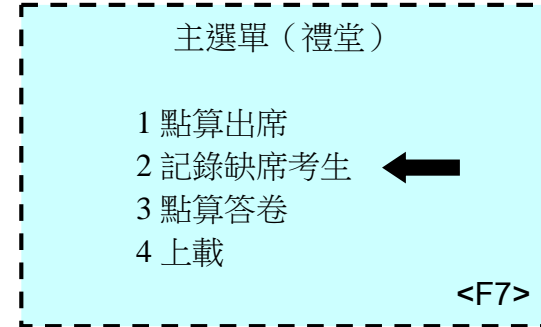 主選單（禮堂）
1 點算出席
2 記錄缺席考生
3 點算答卷
4 上載
<F7>